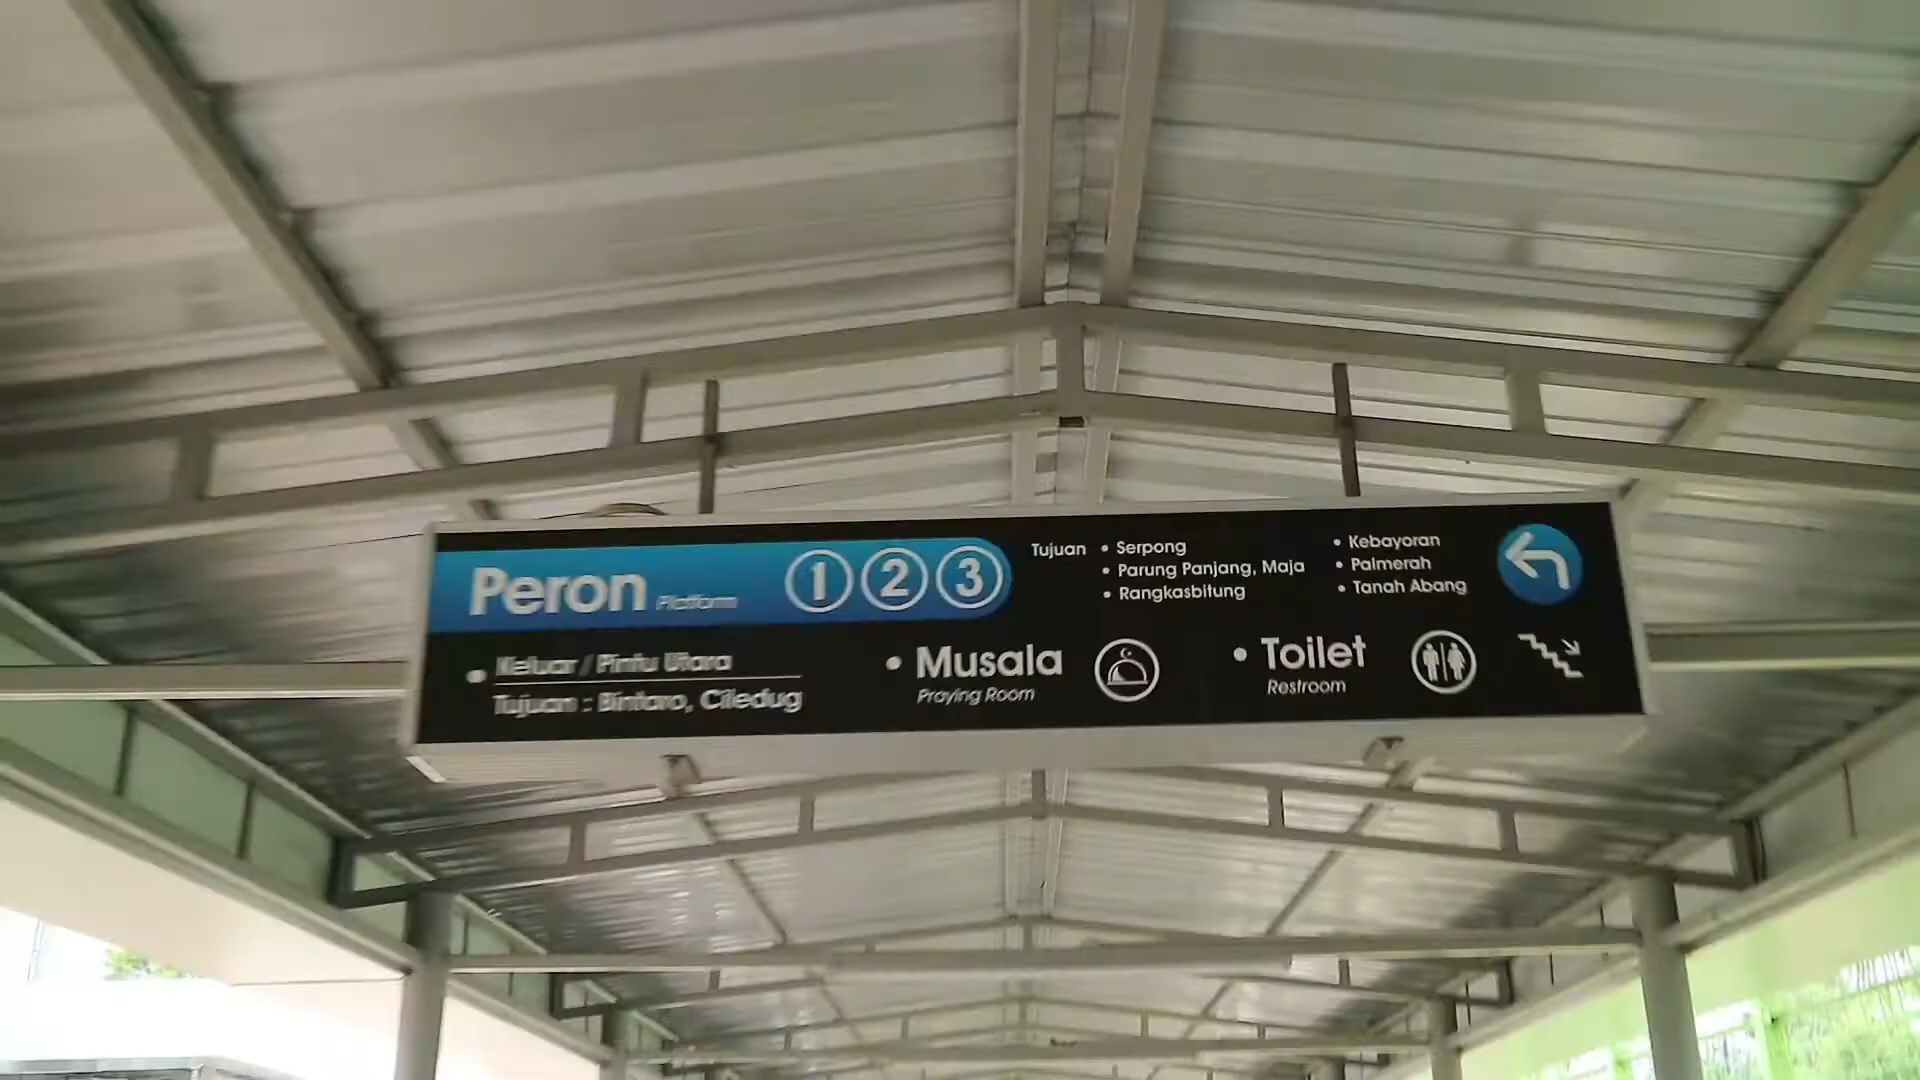 Peron Platform 1 2 3
Tujuan • Serpong
• Parung Panjang, Maja
• Rangkasbitung
• Kebayoran
• Palmerah
• Tanah Abang
• Keluar / Pintu Utara
Tujuan : Bintaro, Ciledug
• Musala
Praying Room
• Toilet
Restroom